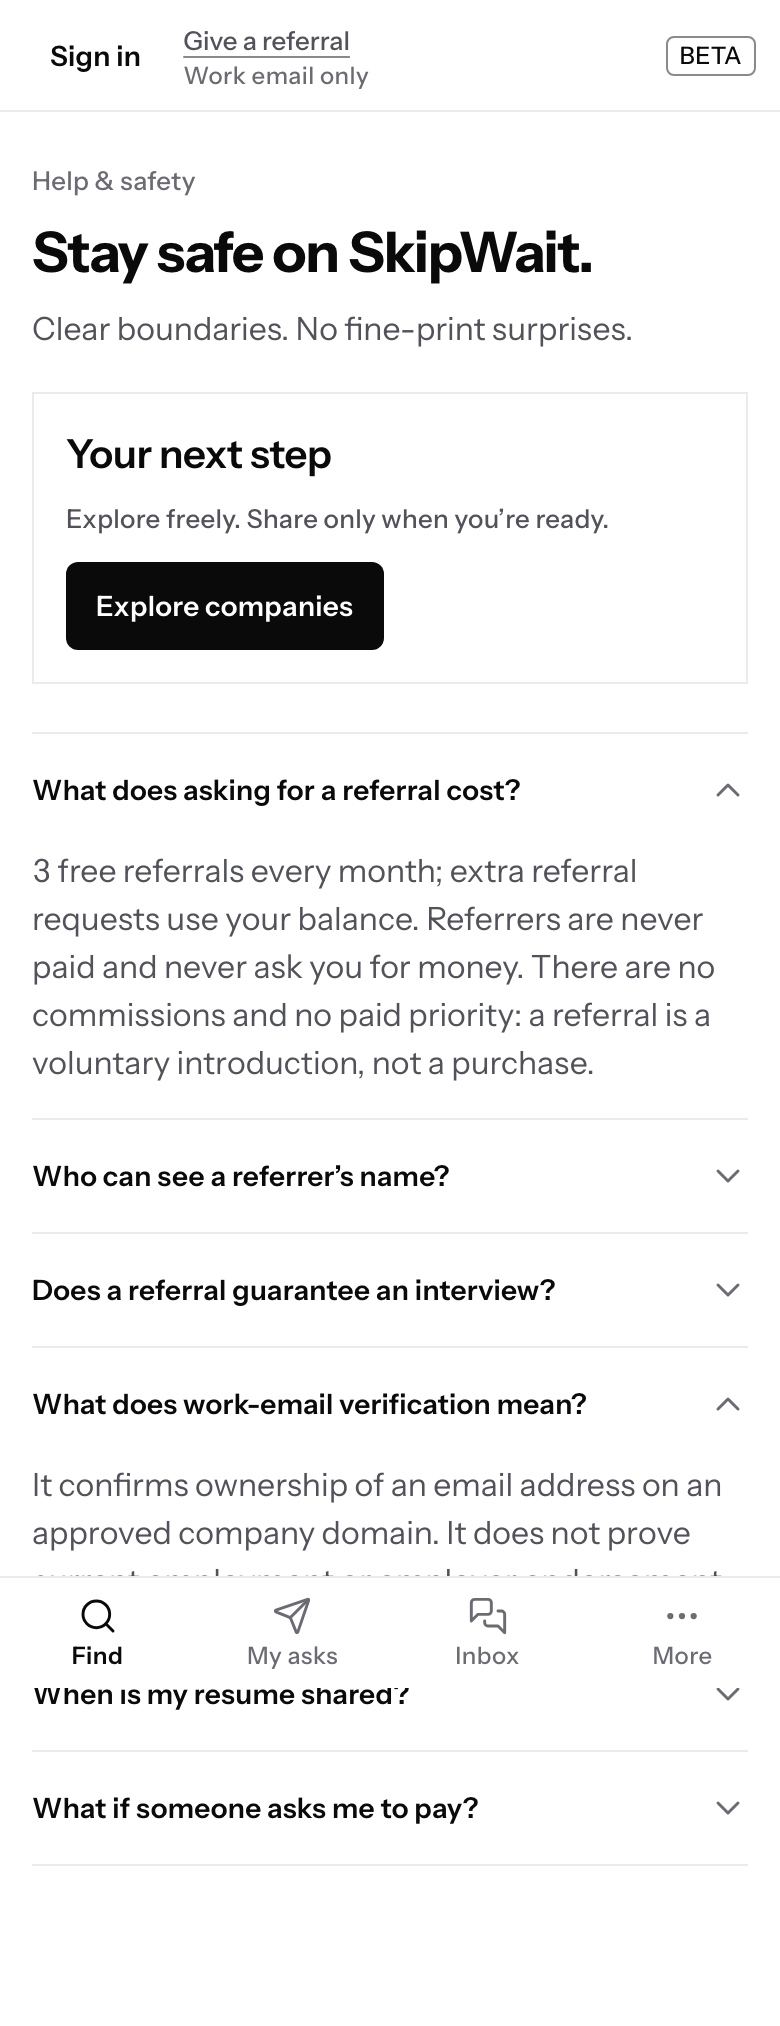 Sign in
Give a referral
Work email only
BETA
Help & safety
Stay safe on SkipWait.
Clear boundaries. No fine-print surprises.
Your next step
Explore freely. Share only when you’re ready.
Explore companies
What does asking for a referral cost?
3 free referrals every month; extra referral
requests use your balance. Referrers are never
paid and never ask you for money. There are no
commissions and no paid priority: a referral is a
voluntary introduction, not a purchase.
Who can see a referrer’s name?
Does a referral guarantee an interview?
What does work-email verification mean?
It confirms ownership of an email address on an
approved company domain. It does not prove
Find
My asks
Inbox
More
When is my resume shared?
What if someone asks me to pay?